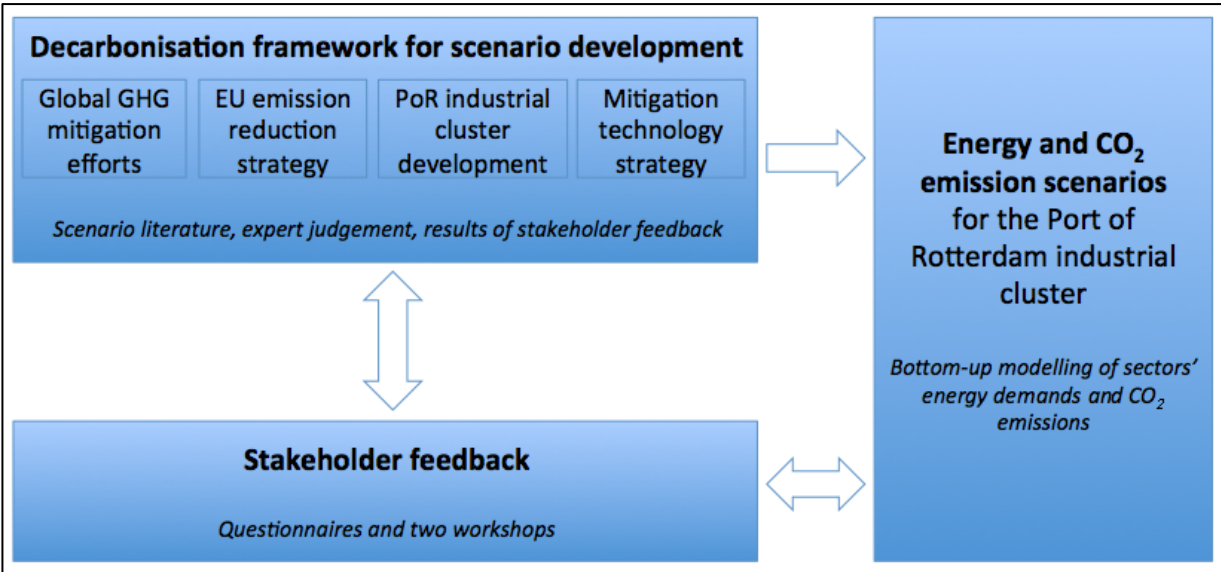 Decarbonisation framework for scenario development
Global GHG
mitigation
efforts
EU emission
reduction
strategy
PoR industrial
cluster
development
Mitigation
technology
strategy
Scenario literature, expert judgement, results of stakeholder feedback
Stakeholder feedback
Questionnaires and two workshops
Energy and CO₂
emission scenarios
for the Port of
Rotterdam industrial
cluster
Bottom-up modelling of sectors’
energy demands and CO₂
emissions